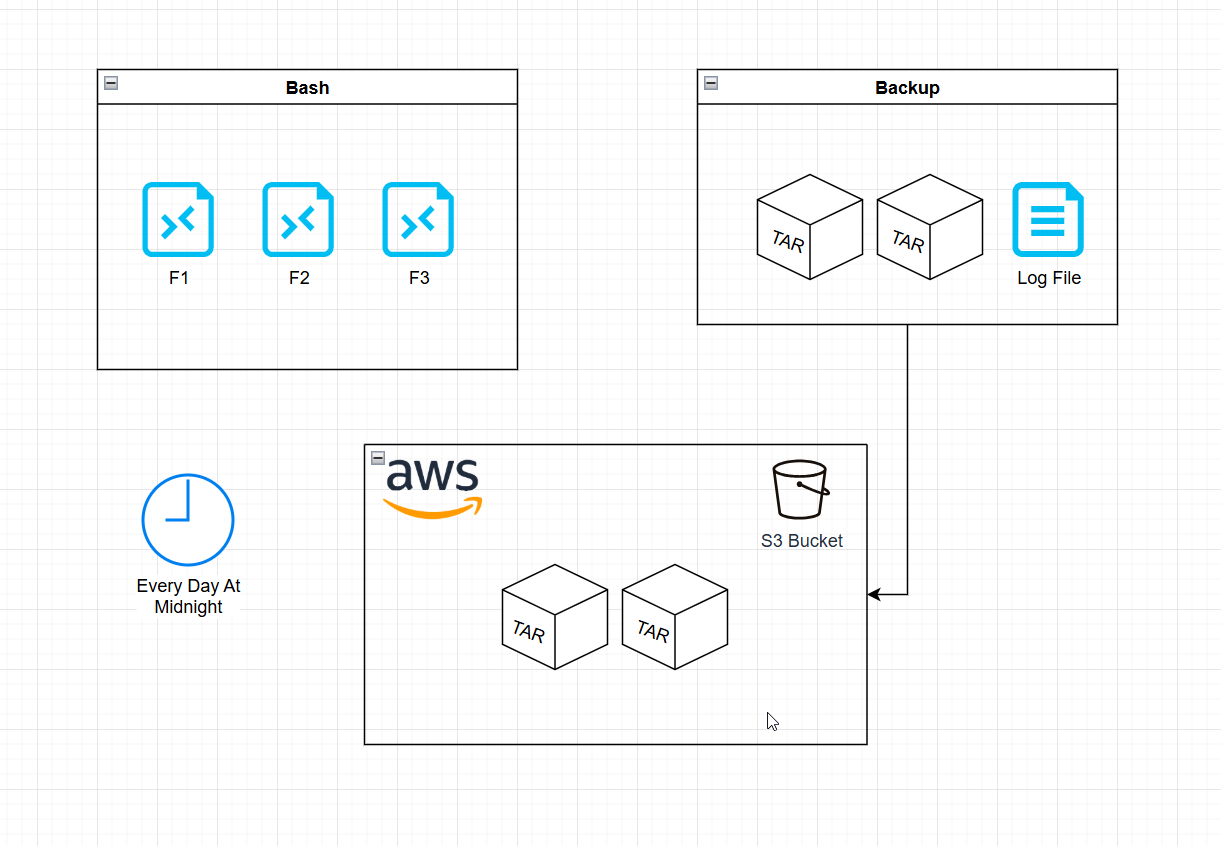 Bash
F1
F2
F3
Backup
TAR
TAR
Log File
aws
S3 Bucket
TAR
TAR
Every Day At
Midnight